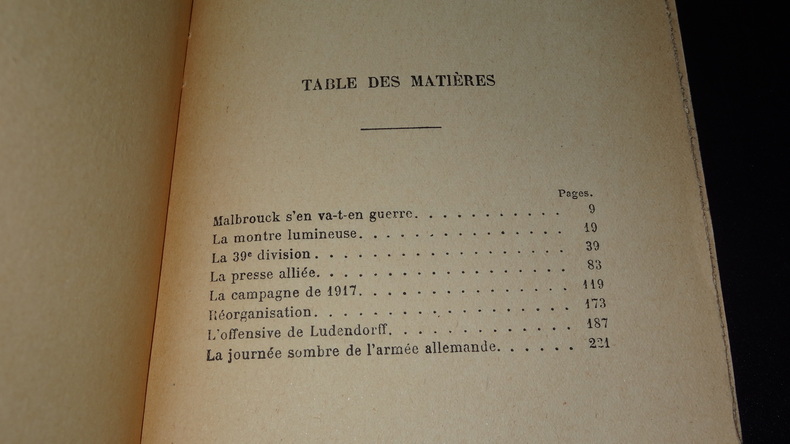 TABLE DES MATIÈRES
Pages.
Malbrouck s'en va-t-en guerre. . . . . . . . . . . 9
La montre lumineuse. . . . . . . . . . . . . . 19
La 39e division . . . . . . . . . . . . . . . . 39
La presse alliée. . . . . . . . . . . . . . . . 83
La campagne de 1917. . . . . . . . . . . . . . 119
Réorganisation. . . . . . . . . . . . . . . . 173
L'offensive de Ludendorff. . . . . . . . . . . . 187
La journée sombre de l'armée allemande. . . . . . 221